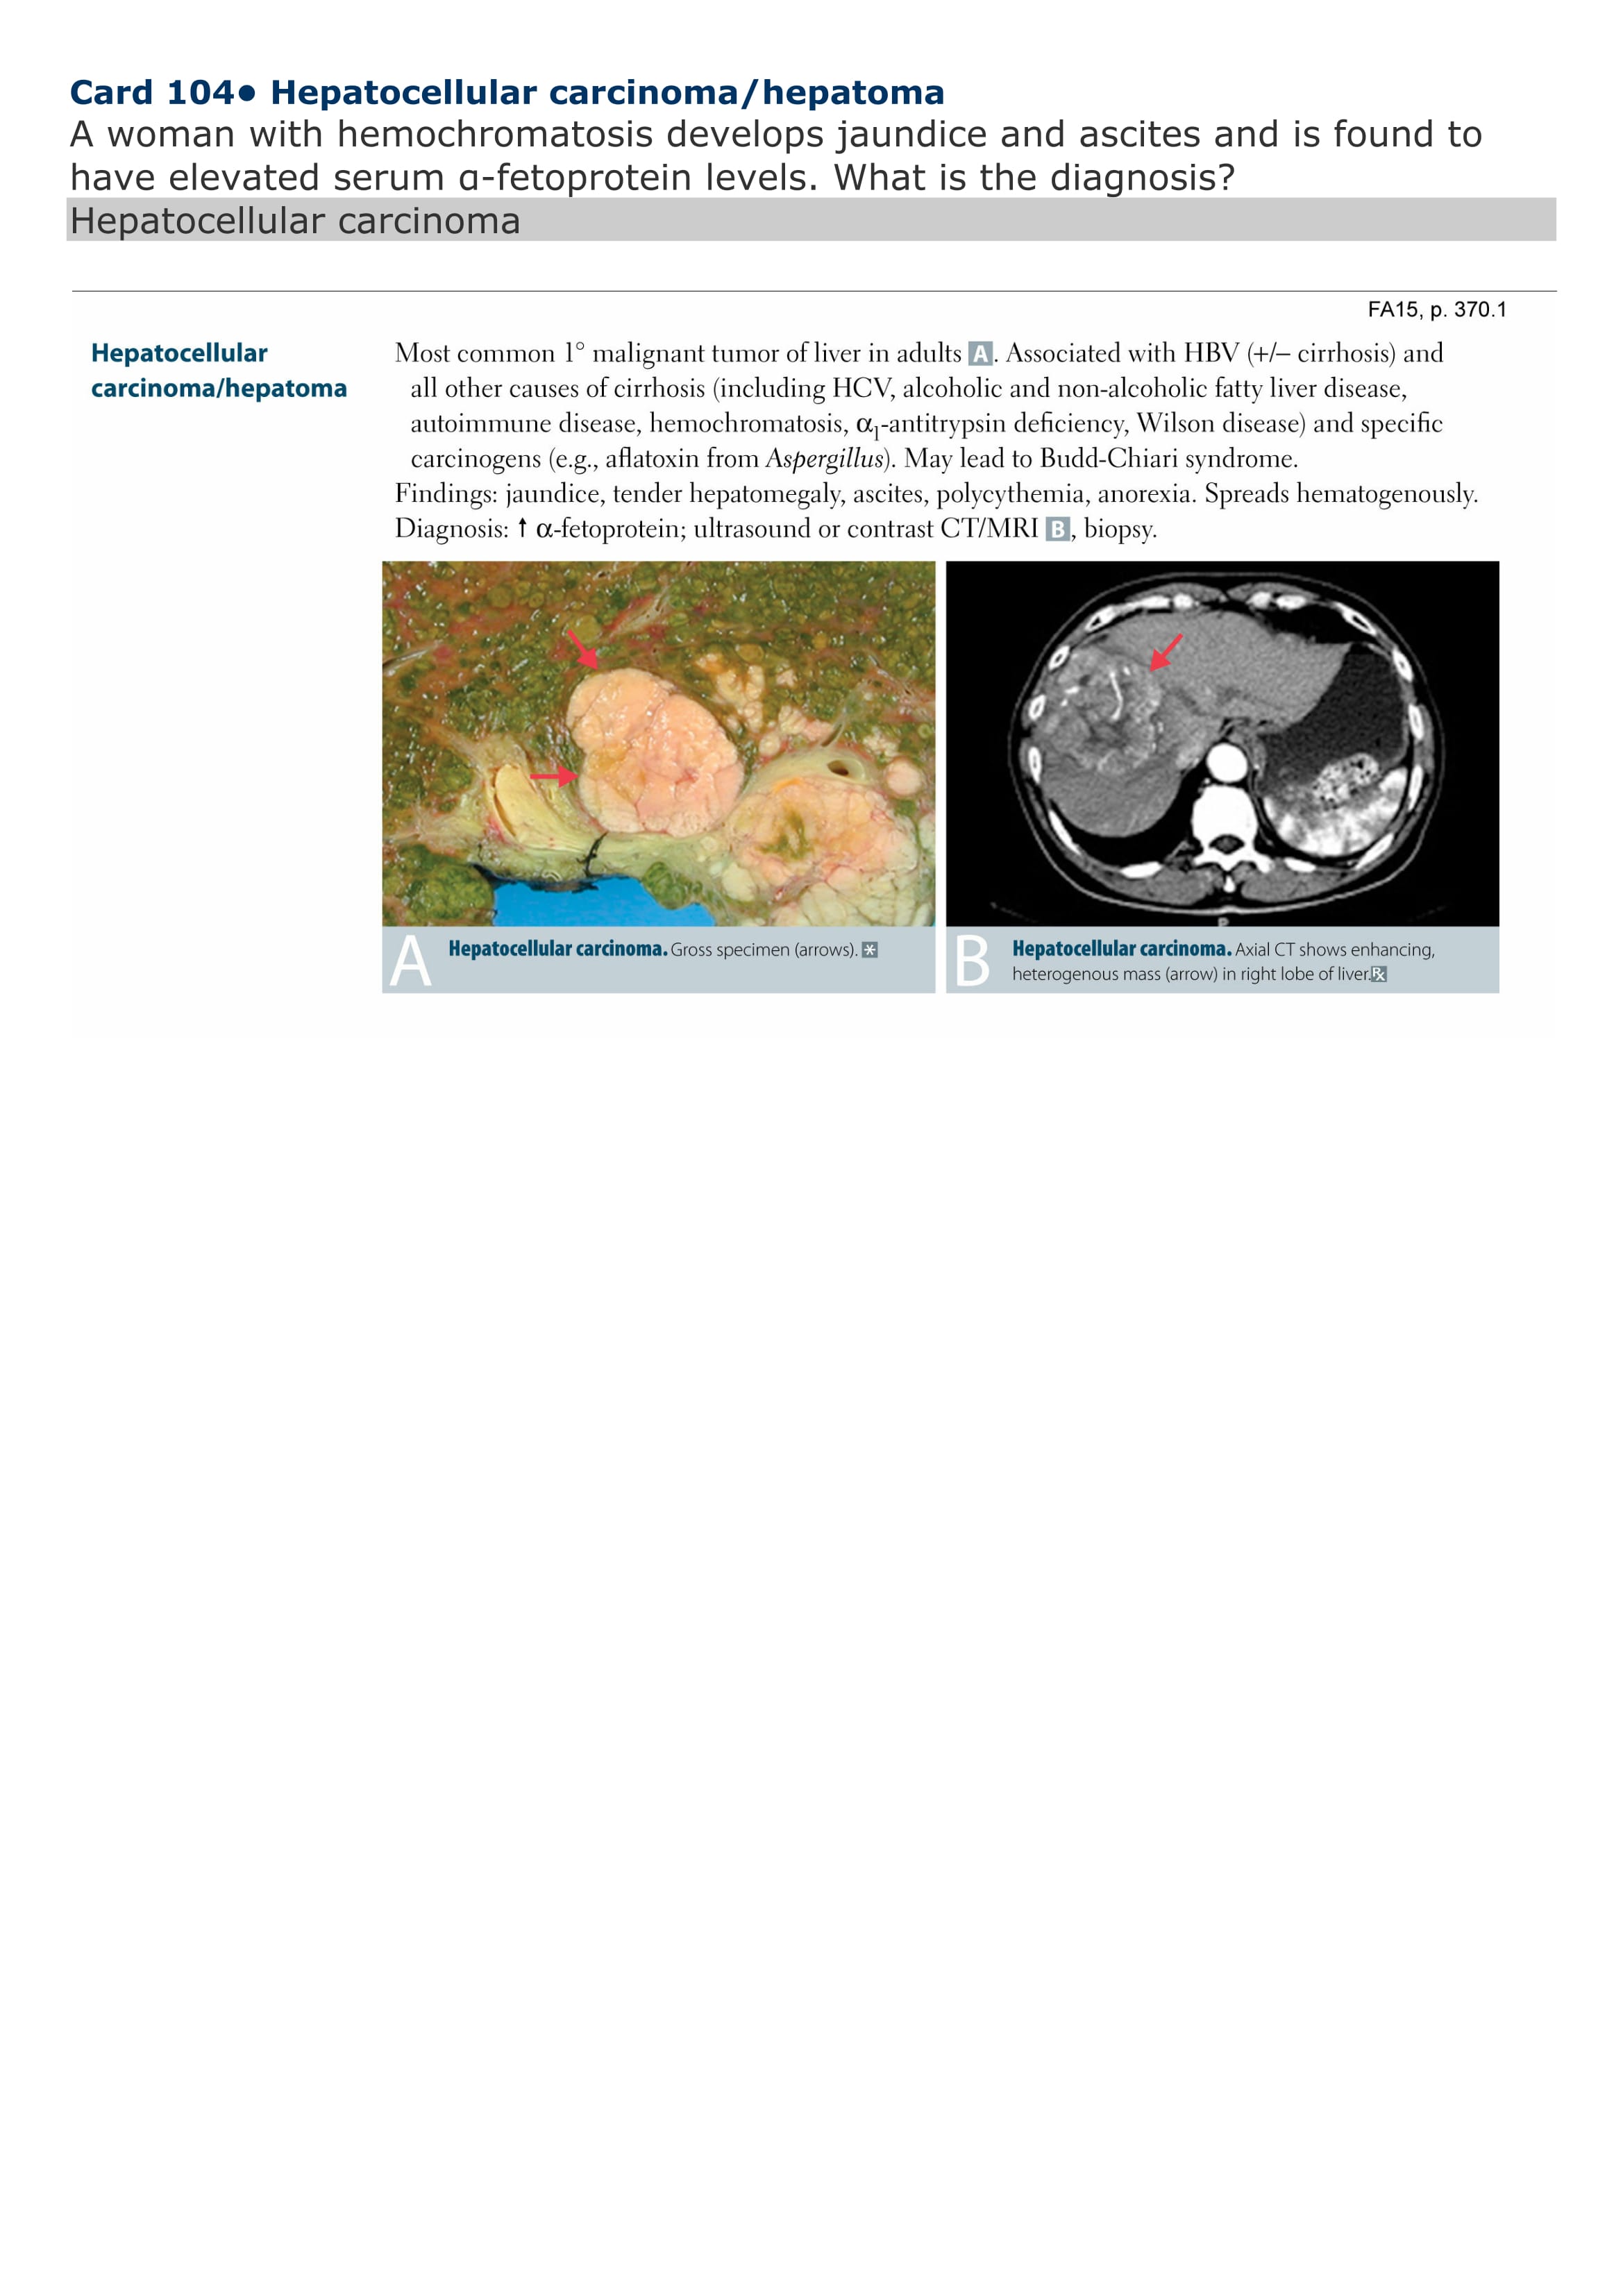 Card 104● Hepatocellular carcinoma/hepatoma
A woman with hemochromatosis develops jaundice and ascites and is found to
have elevated serum α-fetoprotein levels. What is the diagnosis?
Hepatocellular carcinoma
FA15, p. 370.1
Hepatocellular
carcinoma/hepatoma
Most common 1° malignant tumor of liver in adults A. Associated with HBV (+/– cirrhosis) and
all other causes of cirrhosis (including HCV, alcoholic and non-alcoholic fatty liver disease,
autoimmune disease, hemochromatosis, α1-antitrypsin deficiency, Wilson disease) and specific
carcinogens (e.g., aflatoxin from Aspergillus). May lead to Budd-Chiari syndrome.
Findings: jaundice, tender hepatomegaly, ascites, polycythemia, anorexia. Spreads hematogenously.
Diagnosis: ↑ α-fetoprotein; ultrasound or contrast CT/MRI B, biopsy.
A Hepatocellular carcinoma. Gross specimen (arrows). *
P
B Hepatocellular carcinoma. Axial CT shows enhancing,
heterogenous mass (arrow) in right lobe of liver. ℞